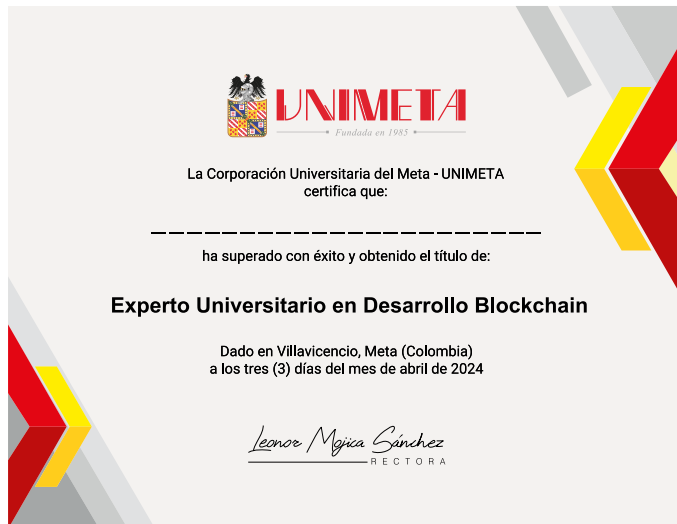 UNIMETA
Fundada en 1985
La Corporación Universitaria del Meta - UNIMETA
certifica que:
ha superado con éxito y obtenido el título de:
Experto Universitario en Desarrollo Blockchain
Dado en Villavicencio, Meta (Colombia)
a los tres (3) días del mes de abril de 2024
Leonor Mojica Sánchez
RECTORA